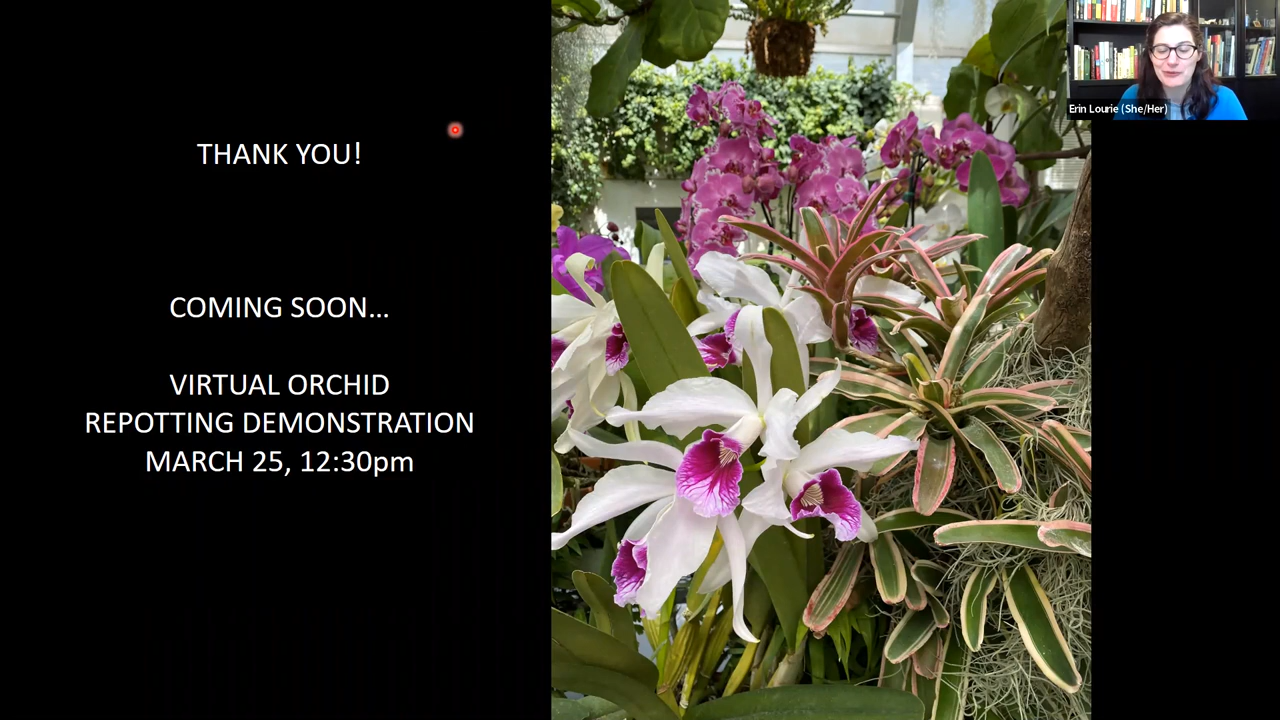 THANK YOU!
COMING SOON...
VIRTUAL ORCHID
REPOTTING DEMONSTRATION
MARCH 25, 12:30pm
Erin Lourie (She/Her)